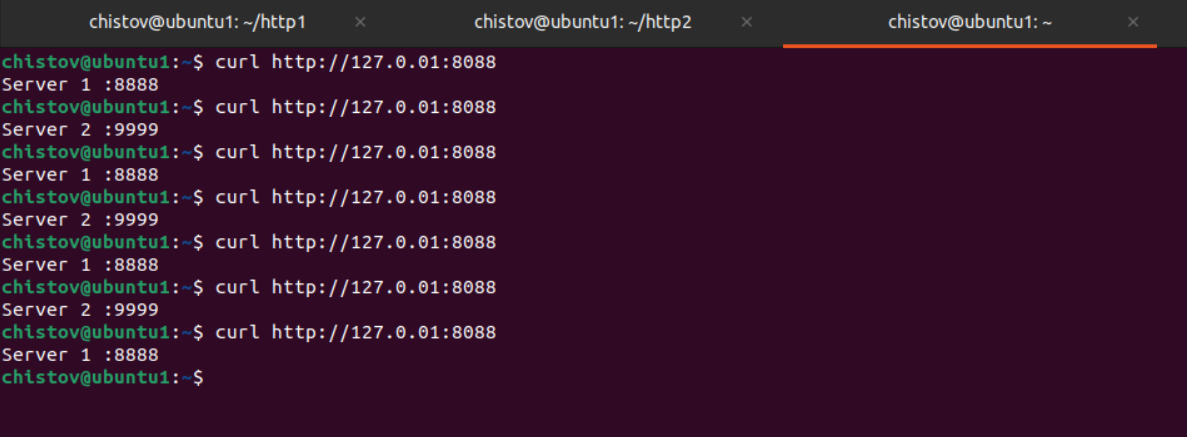 chistov@ubuntu1: ~/http1 × chistov@ubuntu1: ~/http2 × chistov@ubuntu1: ~ ×
chistov@ubuntu1:~$ curl http://127.0.01:8088
Server 1 :8888
chistov@ubuntu1:~$ curl http://127.0.01:8088
Server 2 :9999
chistov@ubuntu1:~$ curl http://127.0.01:8088
Server 1 :8888
chistov@ubuntu1:~$ curl http://127.0.01:8088
Server 2 :9999
chistov@ubuntu1:~$ curl http://127.0.01:8088
Server 1 :8888
chistov@ubuntu1:~$ curl http://127.0.01:8088
Server 2 :9999
chistov@ubuntu1:~$ curl http://127.0.01:8088
Server 1 :8888
chistov@ubuntu1:~$